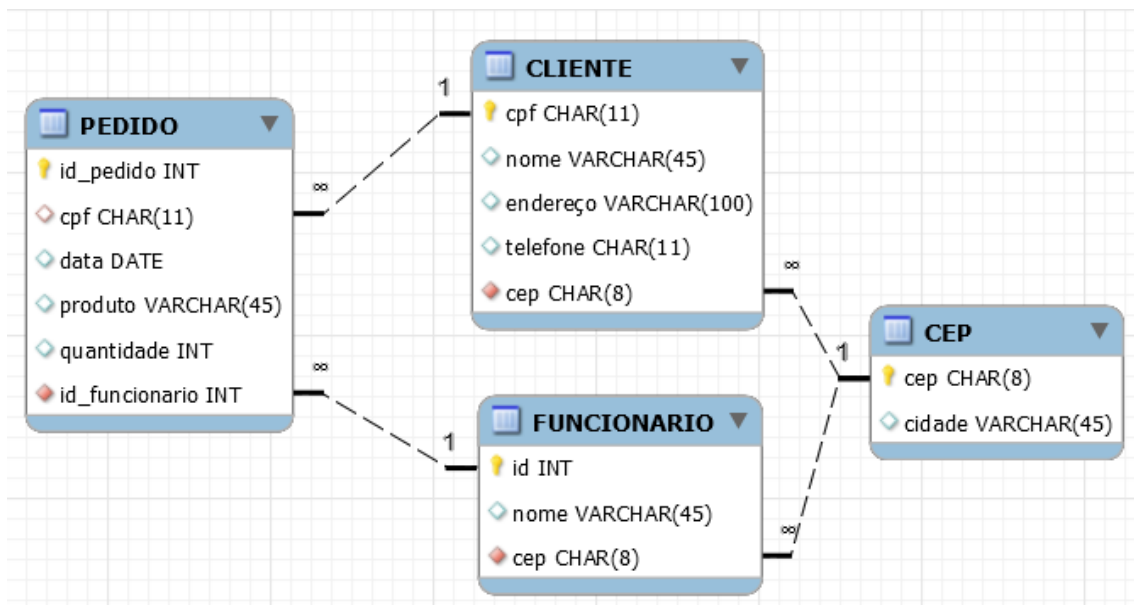 PEDIDO
id_pedido INT
cpf CHAR(11)
data DATE
produto VARCHAR(45)
quantidade INT
id_funcionario INT
∞
∞
1
1
CLIENTE
cpf CHAR(11)
nome VARCHAR(45)
endereço VARCHAR(100)
telefone CHAR(11)
cep CHAR(8)
∞
FUNCIONARIO
id INT
nome VARCHAR(45)
cep CHAR(8)
∞
1
CEP
cep CHAR(8)
cidade VARCHAR(45)